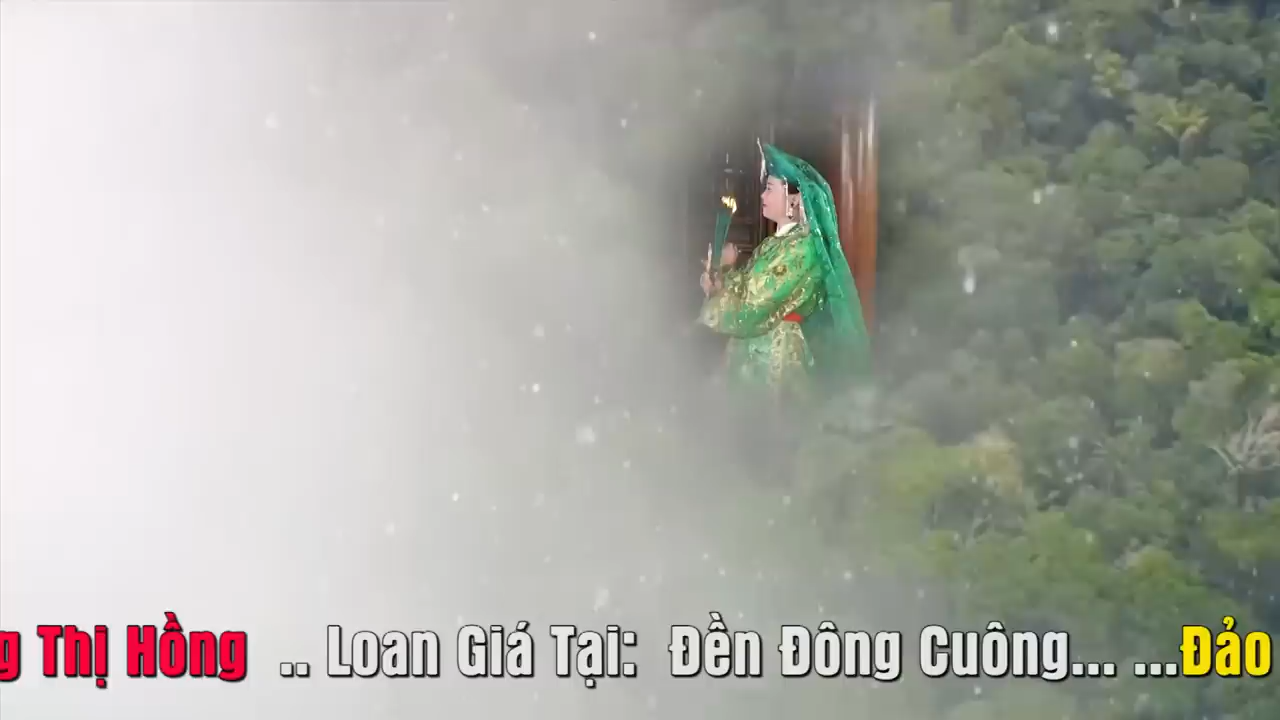 g Thị Hồng .. Loan Giá Tại: Đền Đông Cuông... ...Đảo